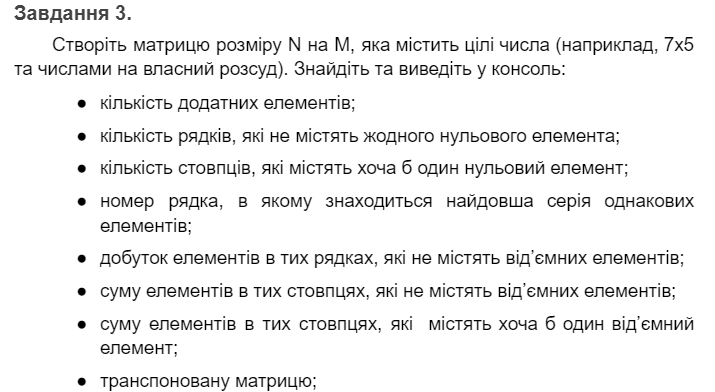 Завдання 3.
Створіть матрицю розміру N на M, яка містить цілі числа (наприклад, 7x5
та числами на власний розсуд). Знайдіть та виведіть у консоль:
● кількість додатних елементів;
● кількість рядків, які не містять жодного нульового елемента;
● кількість стовпців, які містять хоча б один нульовий елемент;
● номер рядка, в якому знаходиться найдовша серія однакових
елементів;
● добуток елементів в тих рядках, які не містять від’ємних елементів;
● суму елементів в тих стовпцях, які не містять від’ємних елементів;
● суму елементів в тих стовпцях, які містять хоча б один від’ємний
елемент;
● транспоновану матрицю;